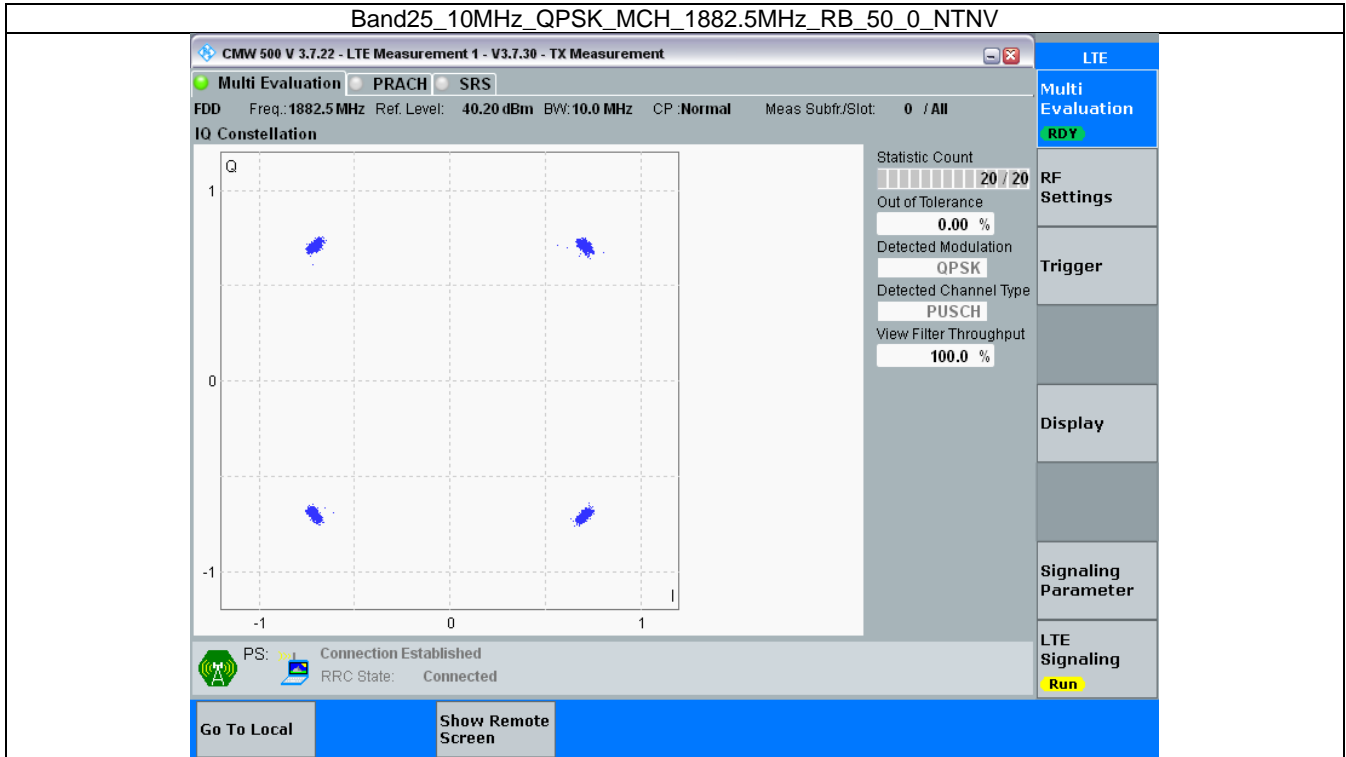 Band25_10MHz_QPSK_MCH_1882.5MHz_RB_50_0_NTNV
CMW 500 V 3.7.22 - LTE Measurement 1 - V3.7.30 - TX Measurement
LTE
Multi Evaluation PRACH SRS
Multi
Evaluation
RDY
FDD Freq.: 1882.5 MHz Ref. Level: 40.20 dBm BW: 10.0 MHz CP : Normal Meas Subfr./Slot: 0 / All
IQ Constellation
Q
1
0
-1
I
-1 0 1
Statistic Count
20 / 20
Out of Tolerance
0.00 %
Detected Modulation
QPSK
Detected Channel Type
PUSCH
View Filter Throughput
100.0 %
RF
Settings
Trigger
Display
Signaling
Parameter
LTE
Signaling
Run
PS: Connection Established
RRC State: Connected
Go To Local
Show Remote
Screen